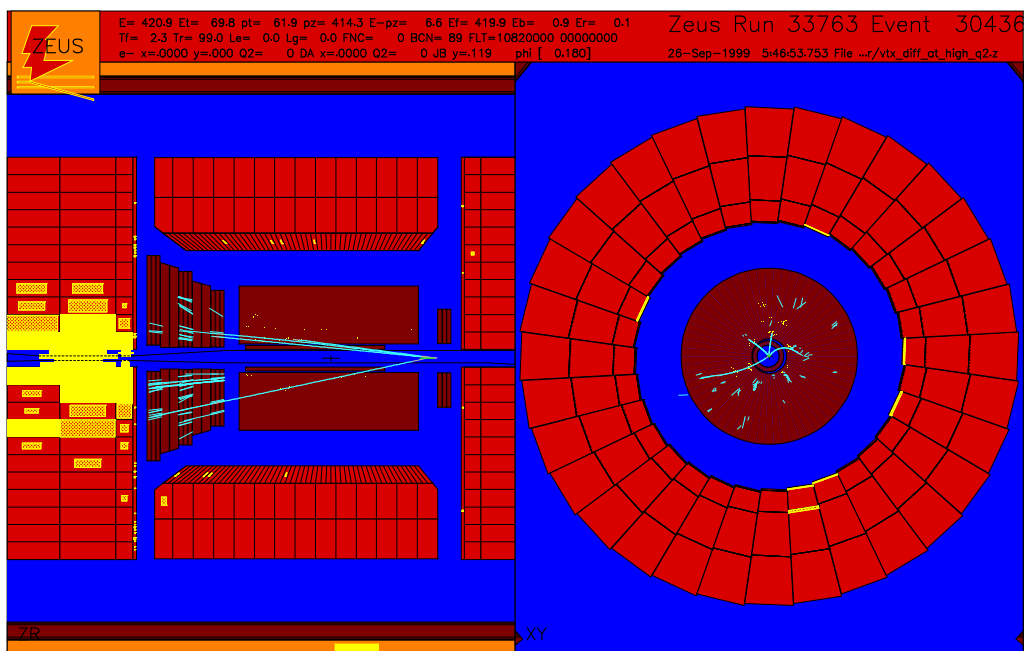 ZEUS
E= 420.9 Et= 69.8 pt= 61.9 pz= 414.3 E-pz= 6.6 Ef= 419.9 Eb= 0.9 Er= 0.1
Tf= 2.3 Tr= 99.0 La= 0.0 Lg= 0.0 FNC= 0 BCN= 89 FLT=10820000 00000000
e- x=.0000 y=.000 Q2= 0 DA x=.0000 Q2= 0 JB y=.119 phi [ 0.180]
Zeus Run 33763 Event 30436
26-Sep-1999 5:46:53.753 File ...r/vtx_diff_at_high_q2.z
ZR
XY